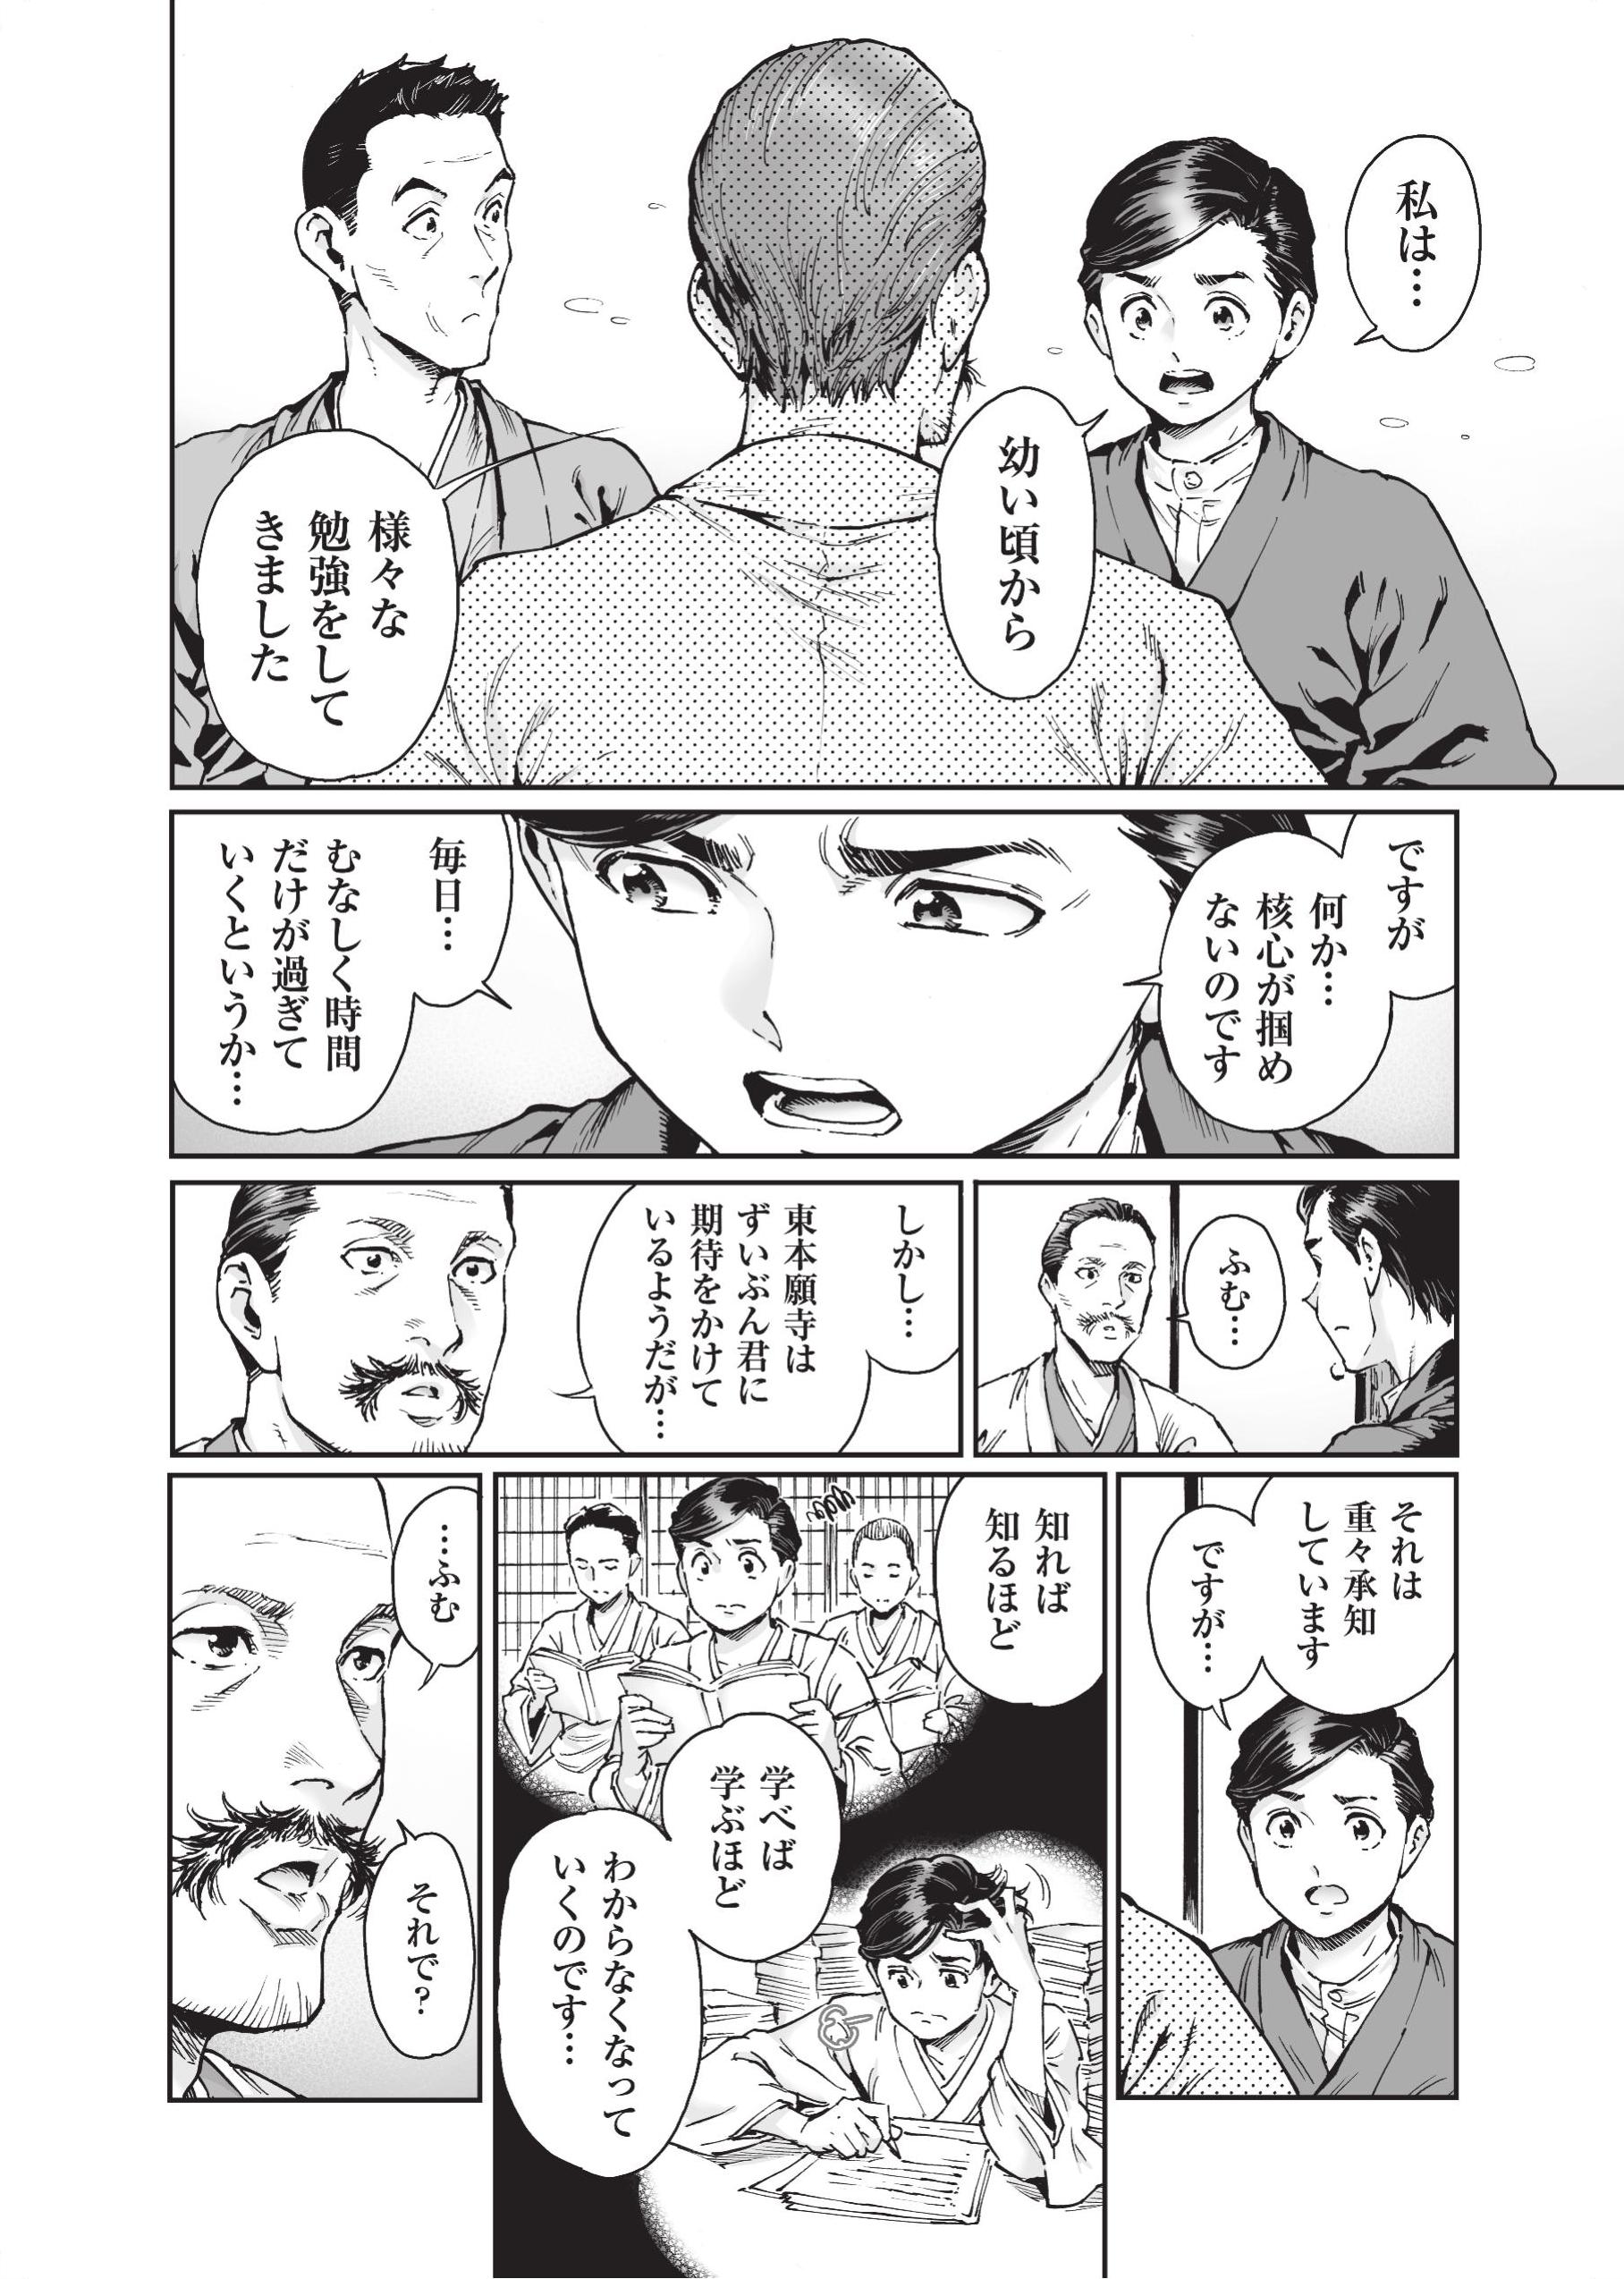 私は…
幼い頃から
様々な
勉強をして
きました
ですが
何か…
核心が掴め
ないのです
毎日…
むなしく時間
だけが過ぎて
いくというか…
ふむ…
しかし…
東本願寺は
ずいぶん君に
期待をかけて
いるようだが…
それは
重々承知
しています
ですが…
知れば
知るほど
学べば
学ぶほど
わからなくなって
いくのです…
…ふむ
それで?